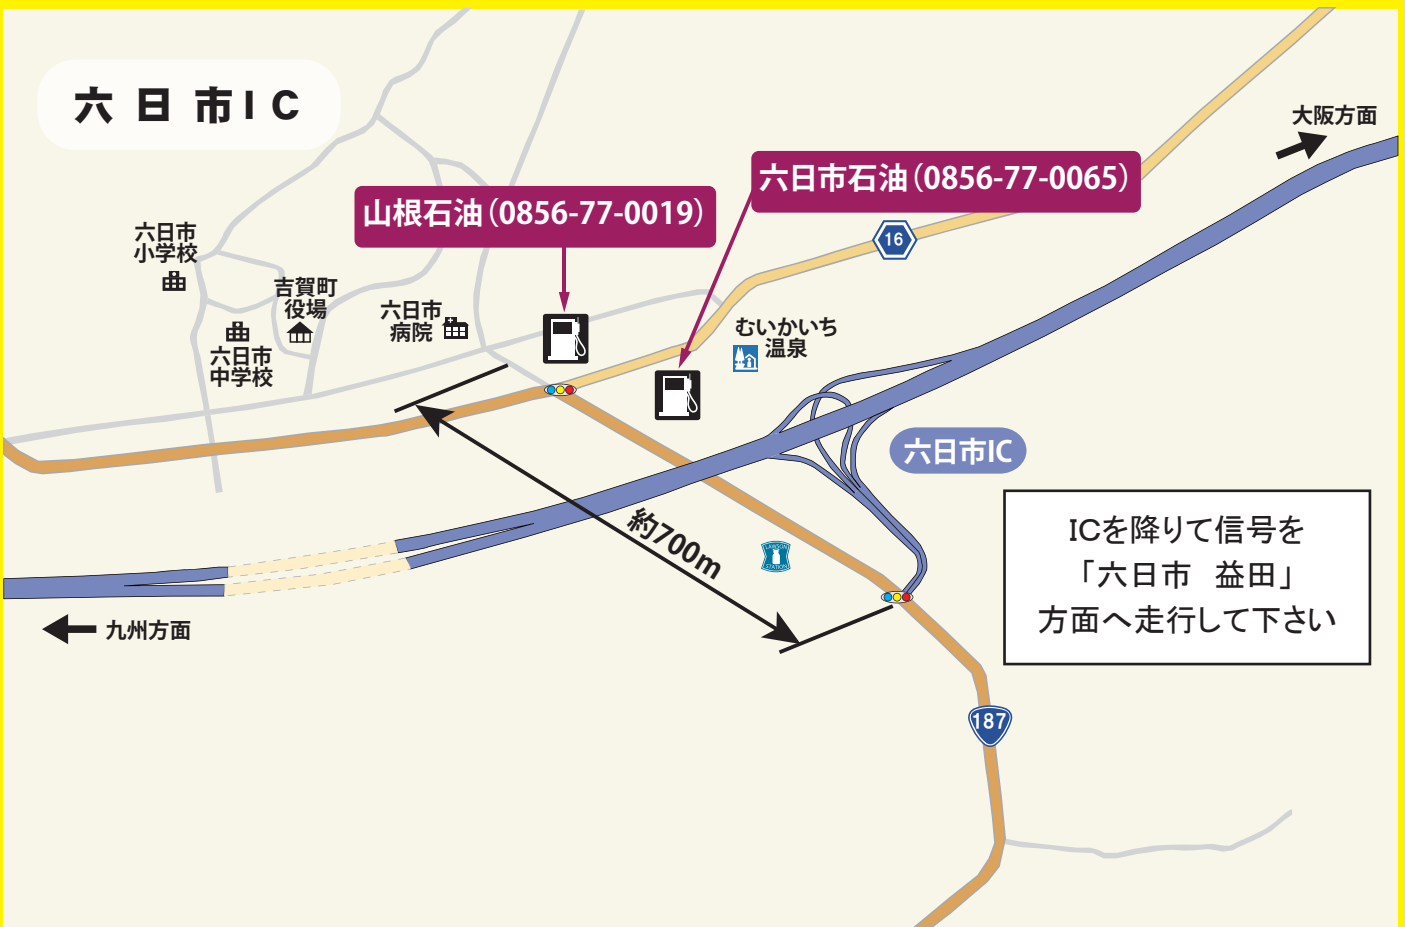 六日市IC
大阪方面
六日市石油（0856-77-0065）
山根石油（0856-77-0019）
16
六日市
小学校
吉賀町
役場
六日市
病院
六日市
中学校
むいかいち
温泉
六日市IC
約700m
LAWSON
STATION
ICを降りて信号を
「六日市　益田」
方面へ走行して下さい
九州方面
187